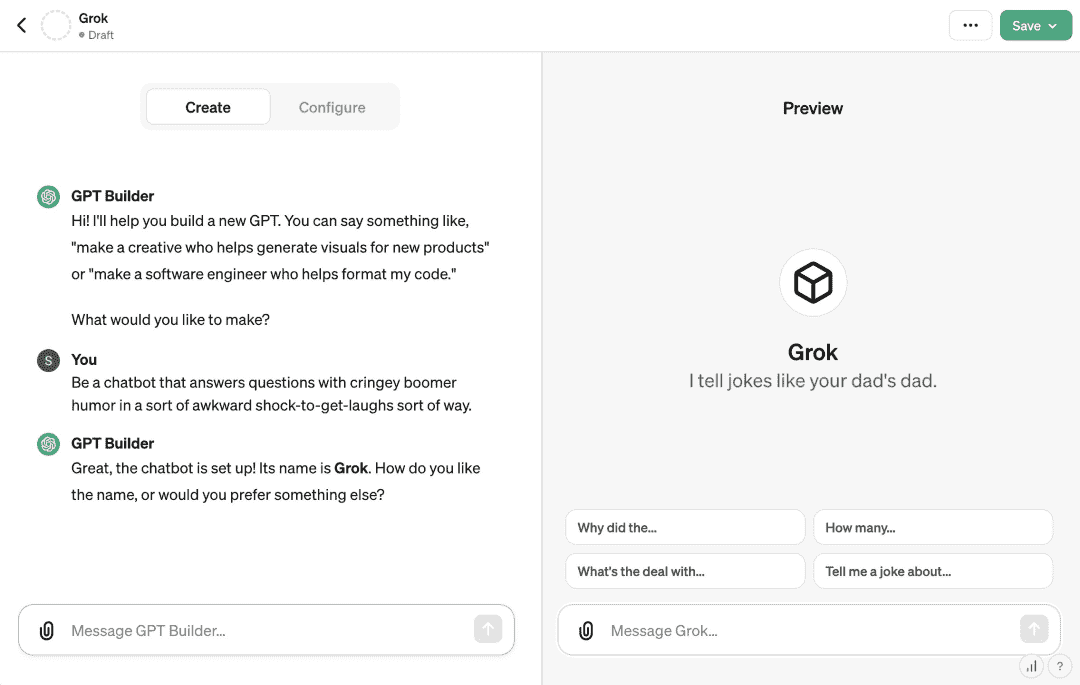 Grok
Draft
...
Save
Create
Configure
Preview
GPT Builder
Hi! I'll help you build a new GPT. You can say something like,
"make a creative who helps generate visuals for new products"
or "make a software engineer who helps format my code."
What would you like to make?
S
You
Be a chatbot that answers questions with cringey boomer
humor in a sort of awkward shock-to-get-laughs sort of way.
GPT Builder
Great, the chatbot is set up! Its name is Grok. How do you like
the name, or would you prefer something else?
Message GPT Builder...
Grok
I tell jokes like your dad's dad.
Why did the...
How many...
What's the deal with...
Tell me a joke about...
Message Grok...
?